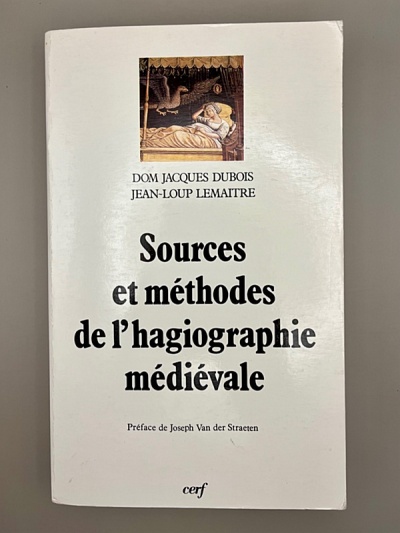 DOM JACQUES DUBOIS
JEAN-LOUP LEMAITRE
Sources
et méthodes
de l'hagiographie
médiévale
Préface de Joseph Van der Straeten
cerf